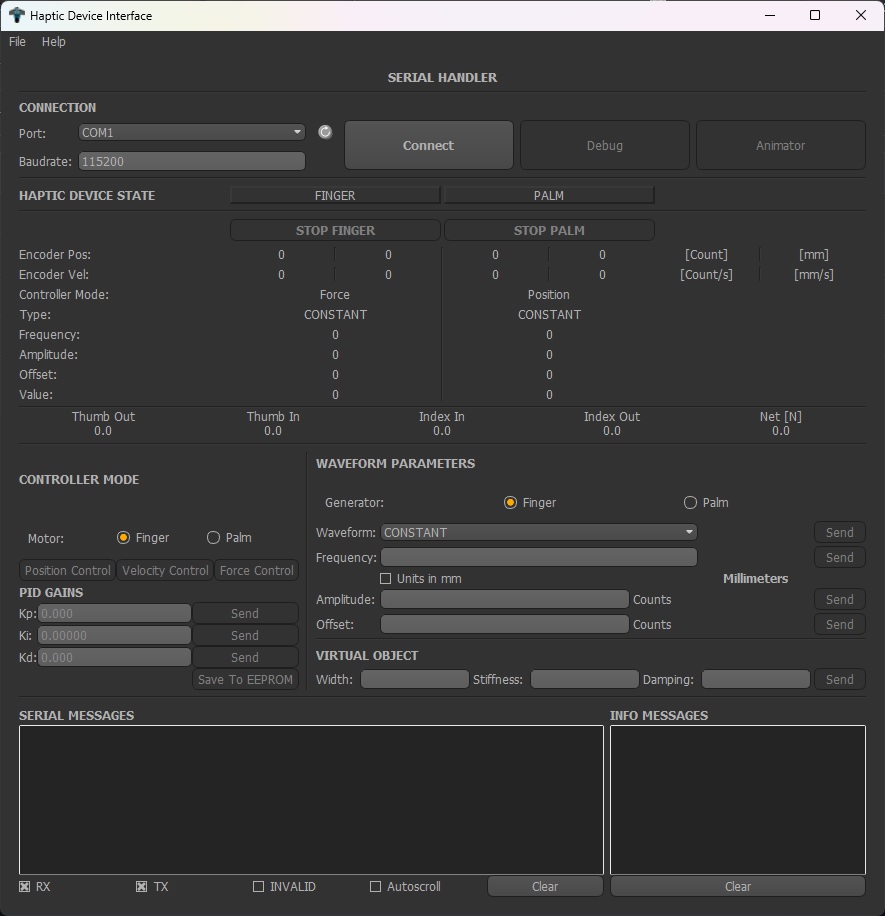 Haptic Device Interface
File Help
SERIAL HANDLER
CONNECTION
Port: COM1 Connect Debug Animator
Baudrate: 115200
HAPTIC DEVICE STATE FINGER PALM
STOP FINGER STOP PALM
Encoder Pos: 0 0 0 0 [Count] [mm]
Encoder Vel: 0 0 0 0 [Count/s] [mm/s]
Controller Mode: Force Position
Type: CONSTANT CONSTANT
Frequency: 0 0
Amplitude: 0 0
Offset: 0 0
Value: 0 0
Thumb Out Thumb In Index In Index Out Net [N]
0.0 0.0 0.0 0.0 0.0
CONTROLLER MODE
Motor: Finger Palm
Position Control Velocity Control Force Control
PID GAINS
Kp: 0.000 Send
Ki: 0.00000 Send
Kd: 0.000 Send
Save To EEPROM
WAVEFORM PARAMETERS
Generator: Finger Palm
Waveform: CONSTANT Send
Frequency: Send
Units in mm Millimeters
Amplitude: Counts Send
Offset: Counts Send
VIRTUAL OBJECT
Width: Stiffness: Damping: Send
SERIAL MESSAGES INFO MESSAGES
RX TX INVALID Autoscroll Clear Clear